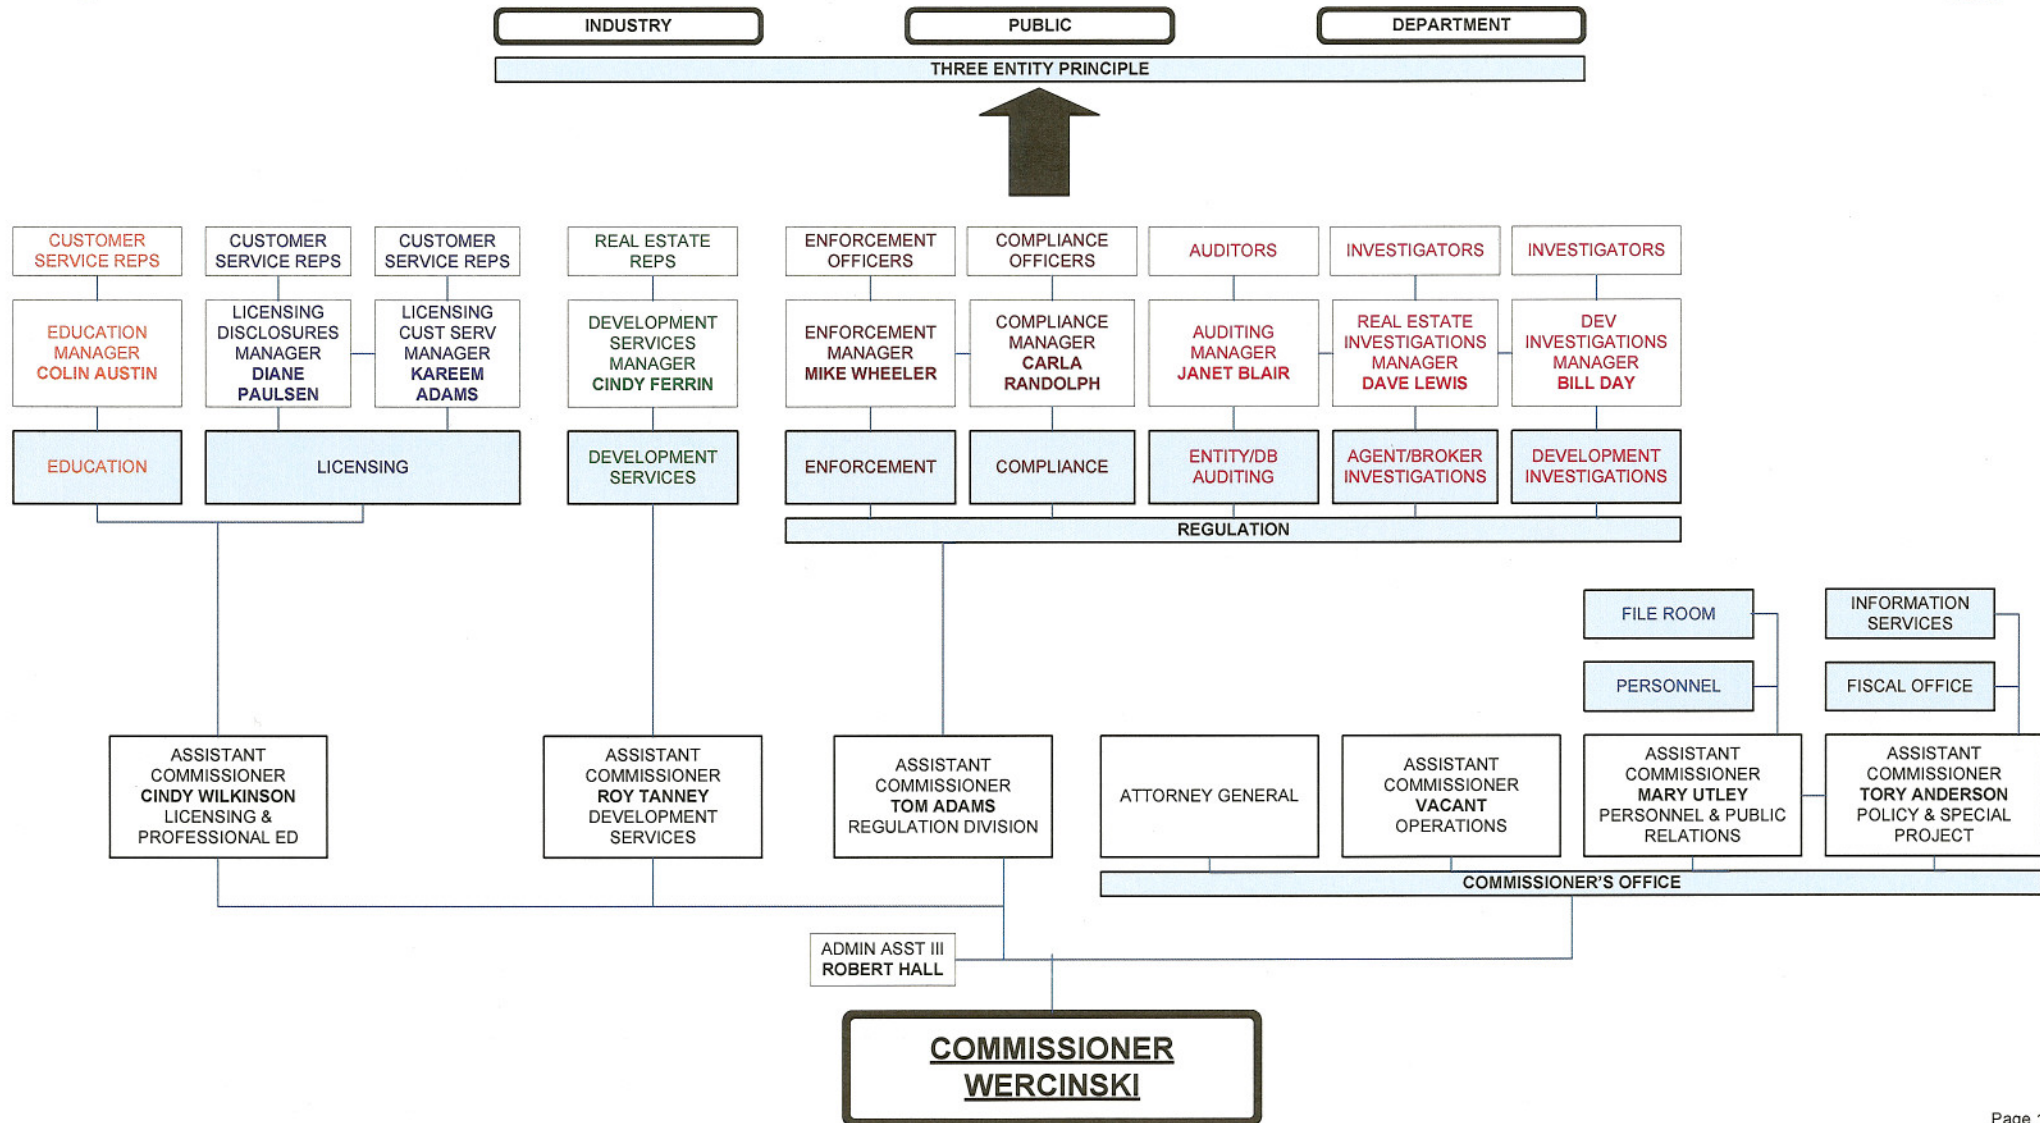 INDUSTRY
PUBLIC
DEPARTMENT
THREE ENTITY PRINCIPLE
CUSTOMER
SERVICE REPS
CUSTOMER
SERVICE REPS
CUSTOMER
SERVICE REPS
REAL ESTATE
REPS
ENFORCEMENT
OFFICERS
COMPLIANCE
OFFICERS
AUDITORS
INVESTIGATORS
INVESTIGATORS
EDUCATION
MANAGER
COLIN AUSTIN
LICENSING
DISCLOSURES
MANAGER
DIANE
PAULSEN
LICENSING
CUST SERV
MANAGER
KAREEM
ADAMS
DEVELOPMENT
SERVICES
MANAGER
CINDY FERRIN
ENFORCEMENT
MANAGER
MIKE WHEELER
COMPLIANCE
MANAGER
CARLA
RANDOLPH
AUDITING
MANAGER
JANET BLAIR
REAL ESTATE
INVESTIGATIONS
MANAGER
DAVE LEWIS
DEV
INVESTIGATIONS
MANAGER
BILL DAY
EDUCATION
LICENSING
DEVELOPMENT
SERVICES
ENFORCEMENT
COMPLIANCE
ENTITY/DB
AUDITING
AGENT/BROKER
INVESTIGATIONS
DEVELOPMENT
INVESTIGATIONS
REGULATION
FILE ROOM
INFORMATION
SERVICES
PERSONNEL
FISCAL OFFICE
ASSISTANT
COMMISSIONER
CINDY WILKINSON
LICENSING &
PROFESSIONAL ED
ASSISTANT
COMMISSIONER
ROY TANNEY
DEVELOPMENT
SERVICES
ASSISTANT
COMMISSIONER
TOM ADAMS
REGULATION DIVISION
ATTORNEY GENERAL
ASSISTANT
COMMISSIONER
VACANT
OPERATIONS
ASSISTANT
COMMISSIONER
MARY UTLEY
PERSONNEL & PUBLIC
RELATIONS
ASSISTANT
COMMISSIONER
TORY ANDERSON
POLICY & SPECIAL
PROJECT
COMMISSIONER'S OFFICE
ADMIN ASST III
ROBERT HALL
COMMISSIONER
WERCINSKI
Page 1